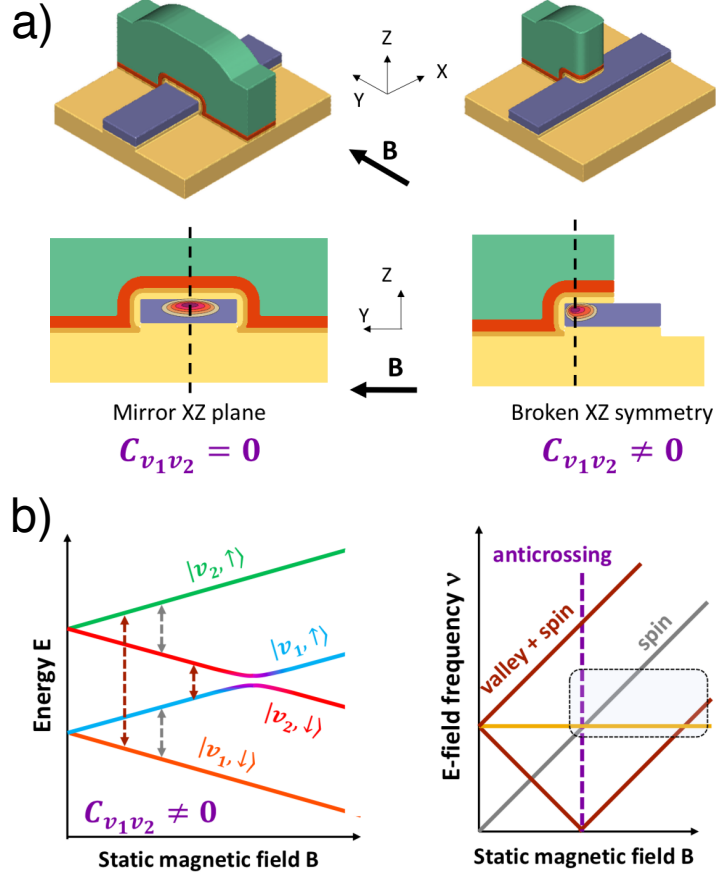 a)
Z
Y
X
B
Z
Y
B
Mirror XZ plane
Broken XZ symmetry
C_{v₁v₂} = 0
C_{v₁v₂} ≠ 0
b)
|v₂, ↑⟩
|v₁, ↑⟩
|v₂, ↓⟩
|v₁, ↓⟩
C_{v₁v₂} ≠ 0
Energy E
Static magnetic field B
anticrossing
valley + spin
spin
E-field frequency ν
Static magnetic field B